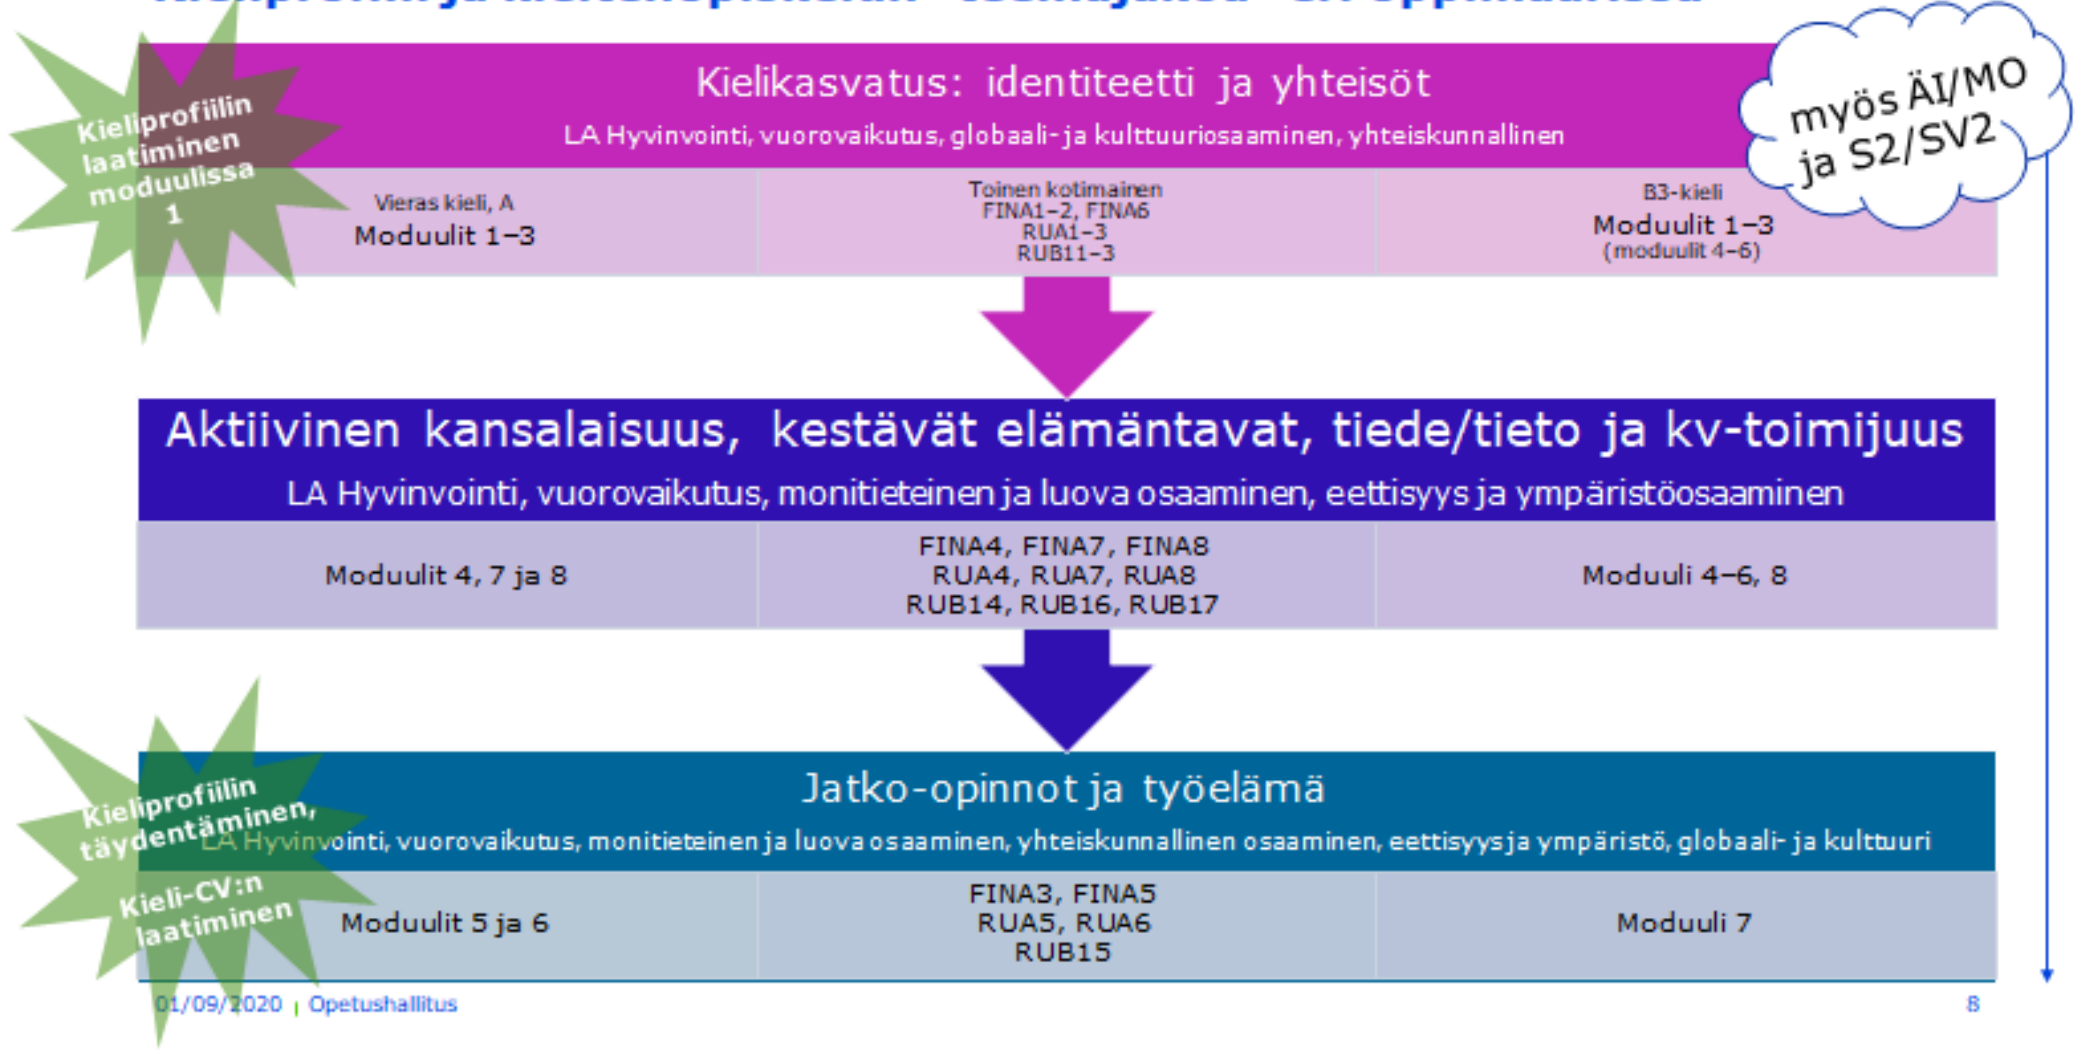 Kielikasvatus: identiteetti ja yhteisöt
LA Hyvinvointi, vuorovaikutus, globaali- ja kulttuuriosaaminen, yhteiskunnallinen
myös ÄI/MO
ja S2/SV2
Kieliprofiilin
laatiminen
moduulissa
1
Vieras kieli, A
Moduulit 1–3
Toinen kotimainen
FINA1–2, FINA6
RUA1–3
RUB11–3
B3-kieli
Moduulit 1–3
(moduulit 4–6)
Aktiivinen kansalaisuus, kestävät elämäntavat, tiede/tieto ja kv-toimijuus
LA Hyvinvointi, vuorovaikutus, monitieteinen ja luova osaaminen, eettisyys ja ympäristöosaaminen
Moduulit 4, 7 ja 8
FINA4, FINA7, FINA8
RUA4, RUA7, RUA8
RUB14, RUB16, RUB17
Moduuli 4–6, 8
Jatko-opinnot ja työelämä
LA Hyvinvointi, vuorovaikutus, monitieteinen ja luova osaaminen, yhteiskunnallinen osaaminen, eettisyys ja ympäristö, globaali- ja kulttuuri
Kieliprofiilin
täydentäminen,
Kieli-CV:n
laatiminen
Moduulit 5 ja 6
FINA3, FINA5
RUA5, RUA6
RUB15
Moduuli 7
01/09/2020 | Opetushallitus
8